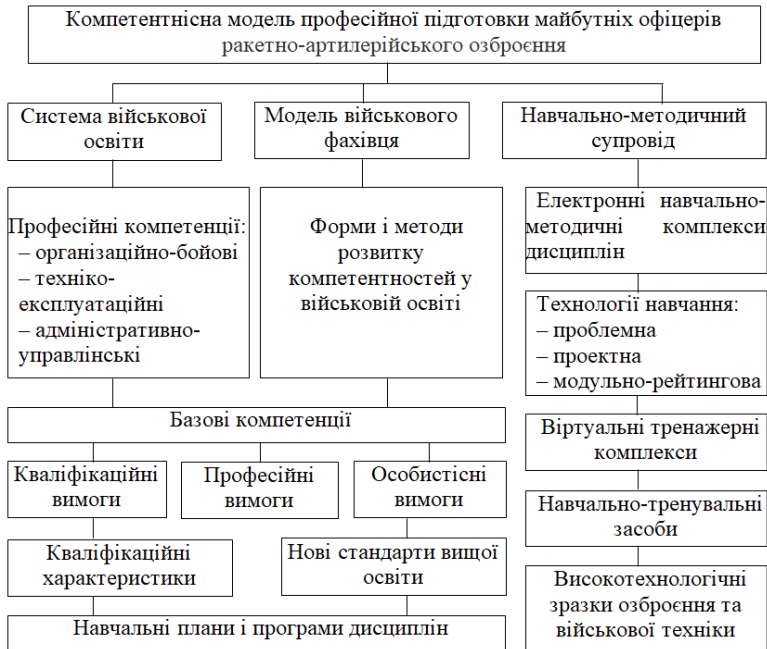 Компетентнісна модель професійної підготовки майбутніх офіцерів
ракетно-артилерійського озброєння
Система військової
освіти
Модель військового
фахівця
Навчально-методичний
супровід
Професійні компетенції:
– організаційно-бойові
– техніко-
експлуатаційні
– адміністративно-
управлінські
Форми і методи
розвитку
компетентностей у
військовій освіті
Електронні навчально-
методичні комплекси
дисциплін
Технології навчання:
– проблемна
– проектна
– модульно-рейтингова
Базові компетенції
Віртуальні тренажерні
комплекси
Кваліфікаційні
вимоги
Професійні
вимоги
Особистісні
вимоги
Навчально-тренувальні
засоби
Кваліфікаційні
характеристики
Нові стандарти вищої
освіти
Високотехнологічні
зразки озброєння та
військової техніки
Навчальні плани і програми дисциплін